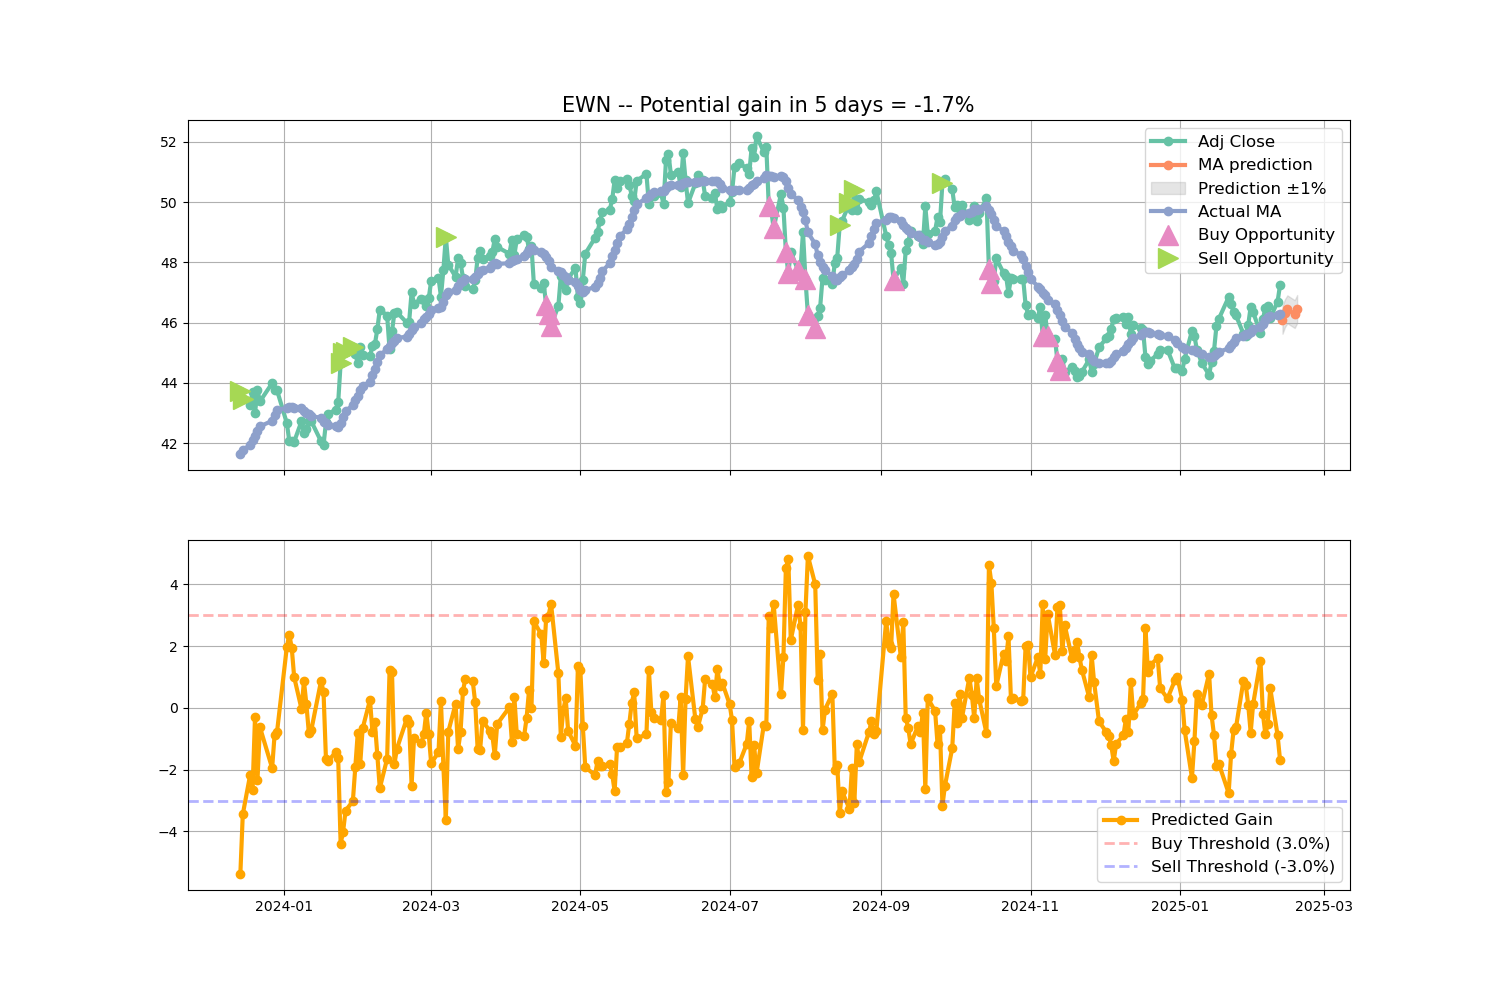 EWN -- Potential gain in 5 days = -1.7%
52
50
48
46
44
42
Adj Close
MA prediction
Prediction ±1%
Actual MA
Buy Opportunity
Sell Opportunity
4
2
0
−2
−4
Predicted Gain
Buy Threshold (3.0%)
Sell Threshold (-3.0%)
2024-01 2024-03 2024-05 2024-07 2024-09 2024-11 2025-01 2025-03